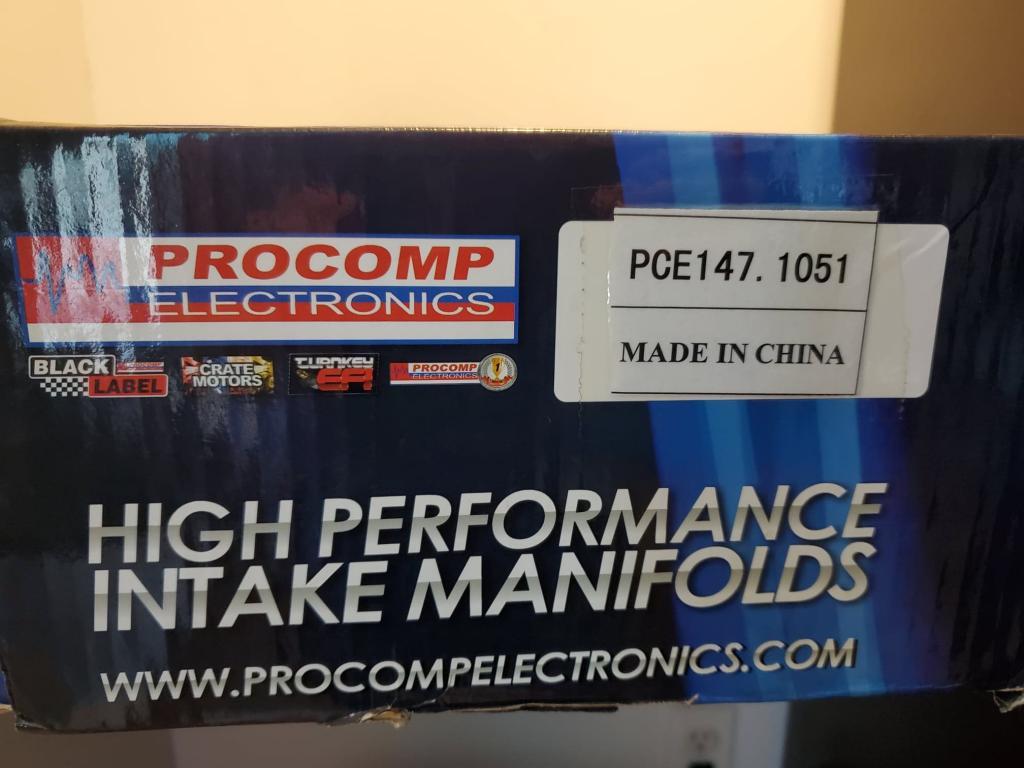 PROCOMP
ELECTRONICS
BLACK
LABEL
CRATE
MOTORS
TURNKEY
EFI
PROCOMP
ELECTRONICS
PCE147.1051
MADE IN CHINA
HIGH PERFORMANCE
INTAKE MANIFOLDS
WWW.PROCOMPELECTRONICS.COM